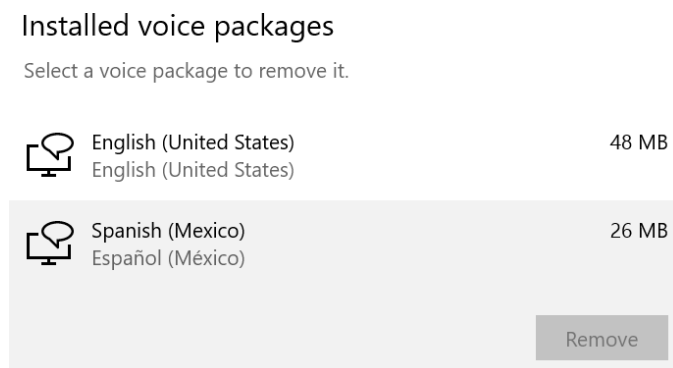 Installed voice packages
Select a voice package to remove it.
English (United States) 48 MB
English (United States)
Spanish (Mexico) 26 MB
Español (México)
Remove